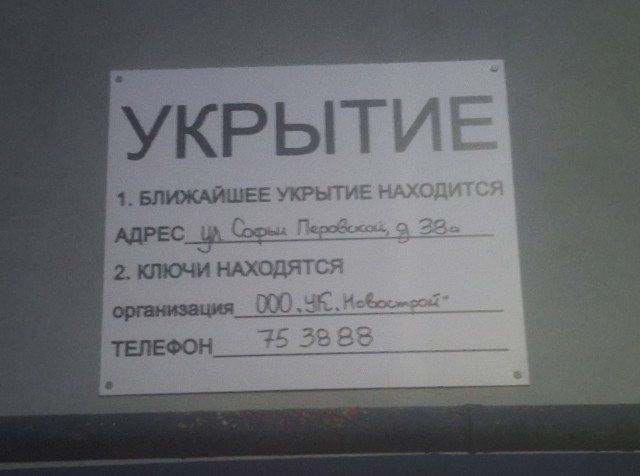 УКРЫТИЕ
1. БЛИЖАЙШЕЕ УКРЫТИЕ НАХОДИТСЯ
АДРЕС ул Софьи Перовской, д 38а
2. КЛЮЧИ НАХОДЯТСЯ
организация ООО "УК "Новострой"
ТЕЛЕФОН 75 38 88